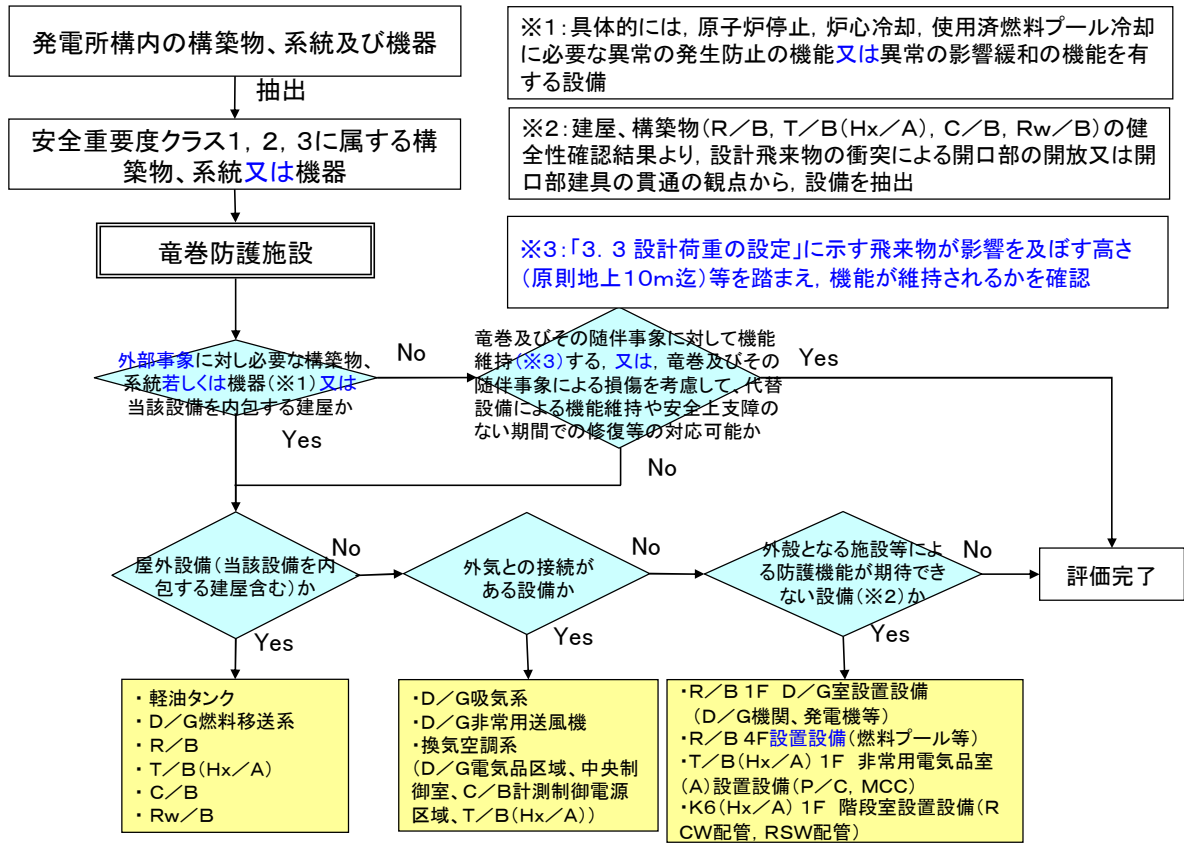 発電所構内の構築物、系統及び機器
抽出
安全重要度クラス1，2，3に属する構
築物、系統又は機器
竜巻防護施設
※1：具体的には，原子炉停止，炉心冷却，使用済燃料プール冷却
に必要な異常の発生防止の機能又は異常の影響緩和の機能を有
する設備
※2：建屋、構築物（R／B，T／B（Hx／A），C／B，Rw／B）の健
全性確認結果より，設計飛来物の衝突による開口部の開放又は開
口部建具の貫通の観点から，設備を抽出
※3：「3．3 設計荷重の設定」に示す飛来物が影響を及ぼす高さ
（原則地上10m迄）等を踏まえ，機能が維持されるかを確認
外部事象に対し必要な構築物、
系統若しくは機器（※1）又は
当該設備を内包する建屋か
No
Yes
竜巻及びその随伴事象に対して機能
維持（※3）する，又は，竜巻及びその
随伴事象による損傷を考慮して、代替
設備による機能維持や安全上支障の
ない期間での修復等の対応可能か
Yes
No
屋外設備（当該設備を内
包する建屋含む）か
No
Yes
外気との接続が
ある設備か
No
Yes
外殻となる施設等によ
る防護機能が期待でき
ない設備（※2）か
No
Yes
評価完了
・軽油タンク
・D／G燃料移送系
・R／B
・T／B（Hx／A）
・C／B
・Rw／B
・D／G吸気系
・D／G非常用送風機
・換気空調系
（D／G電気品区域、中央制
御室、C／B計測制御電源
区域、T／B（Hx／A））
・R／B 1F D／G室設置設備
（D／G機関、発電機等）
・R／B 4F設置設備（燃料プール等）
・T／B（Hx／A） 1F 非常用電気品室
（A）設置設備（P／C，MCC）
・K6（Hx／A） 1F 階段室設置設備（R
CW配管，RSW配管）